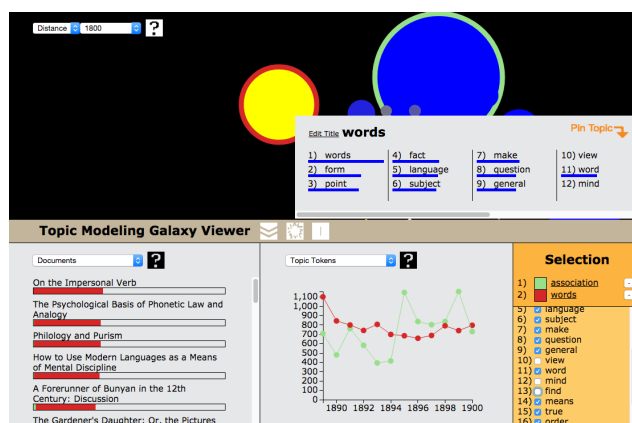 Distance 1800 ?
Edit Title words Pin Topic
1) words 4) fact 7) make 10) view
2) form 5) language 8) question 11) word
3) point 6) subject 9) general 12) mind
Topic Modeling Galaxy Viewer
Documents ?
On the Impersonal Verb
The Psychological Basis of Phonetic Law and
Analogy
Philology and Purism
How to Use Modern Languages as a Means
of Mental Discipline
A Forerunner of Bunyan in the 12th
Century: Discussion
The Gardener's Daughter: Or, the Pictures
Topic Tokens ?
1,100
1,000
900
800
700
600
500
400
300
200
100
0
1890 1892 1894 1896 1898 1900
Selection
1) association
2) words
5) language
6) subject
7) make
8) question
9) general
10) view
11) word
12) mind
13) find
14) means
15) true
16) order